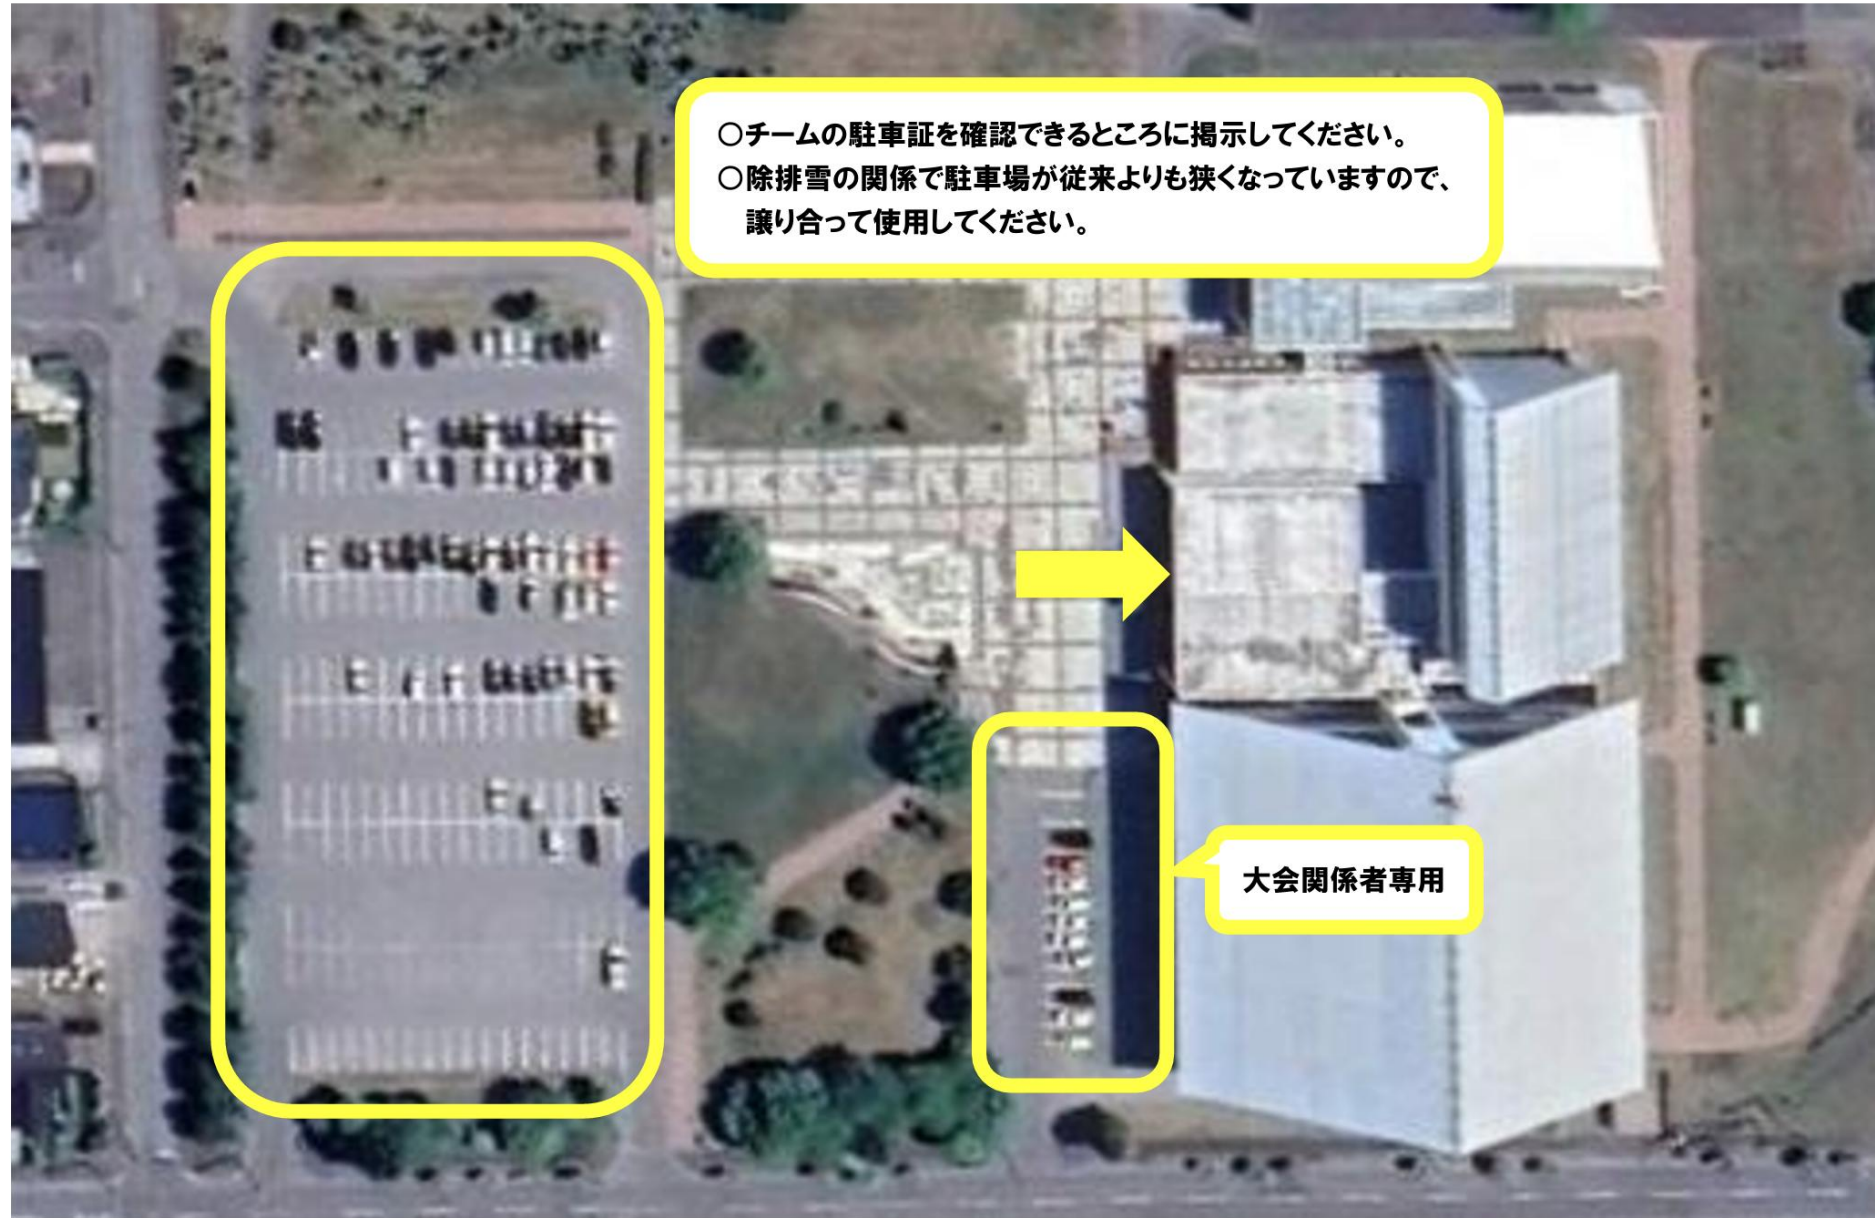 ○チームの駐車証を確認できるところに掲示してください。
○除排雪の関係で駐車場が従来よりも狭くなっていますので、
譲り合って使用してください。
大会関係者専用